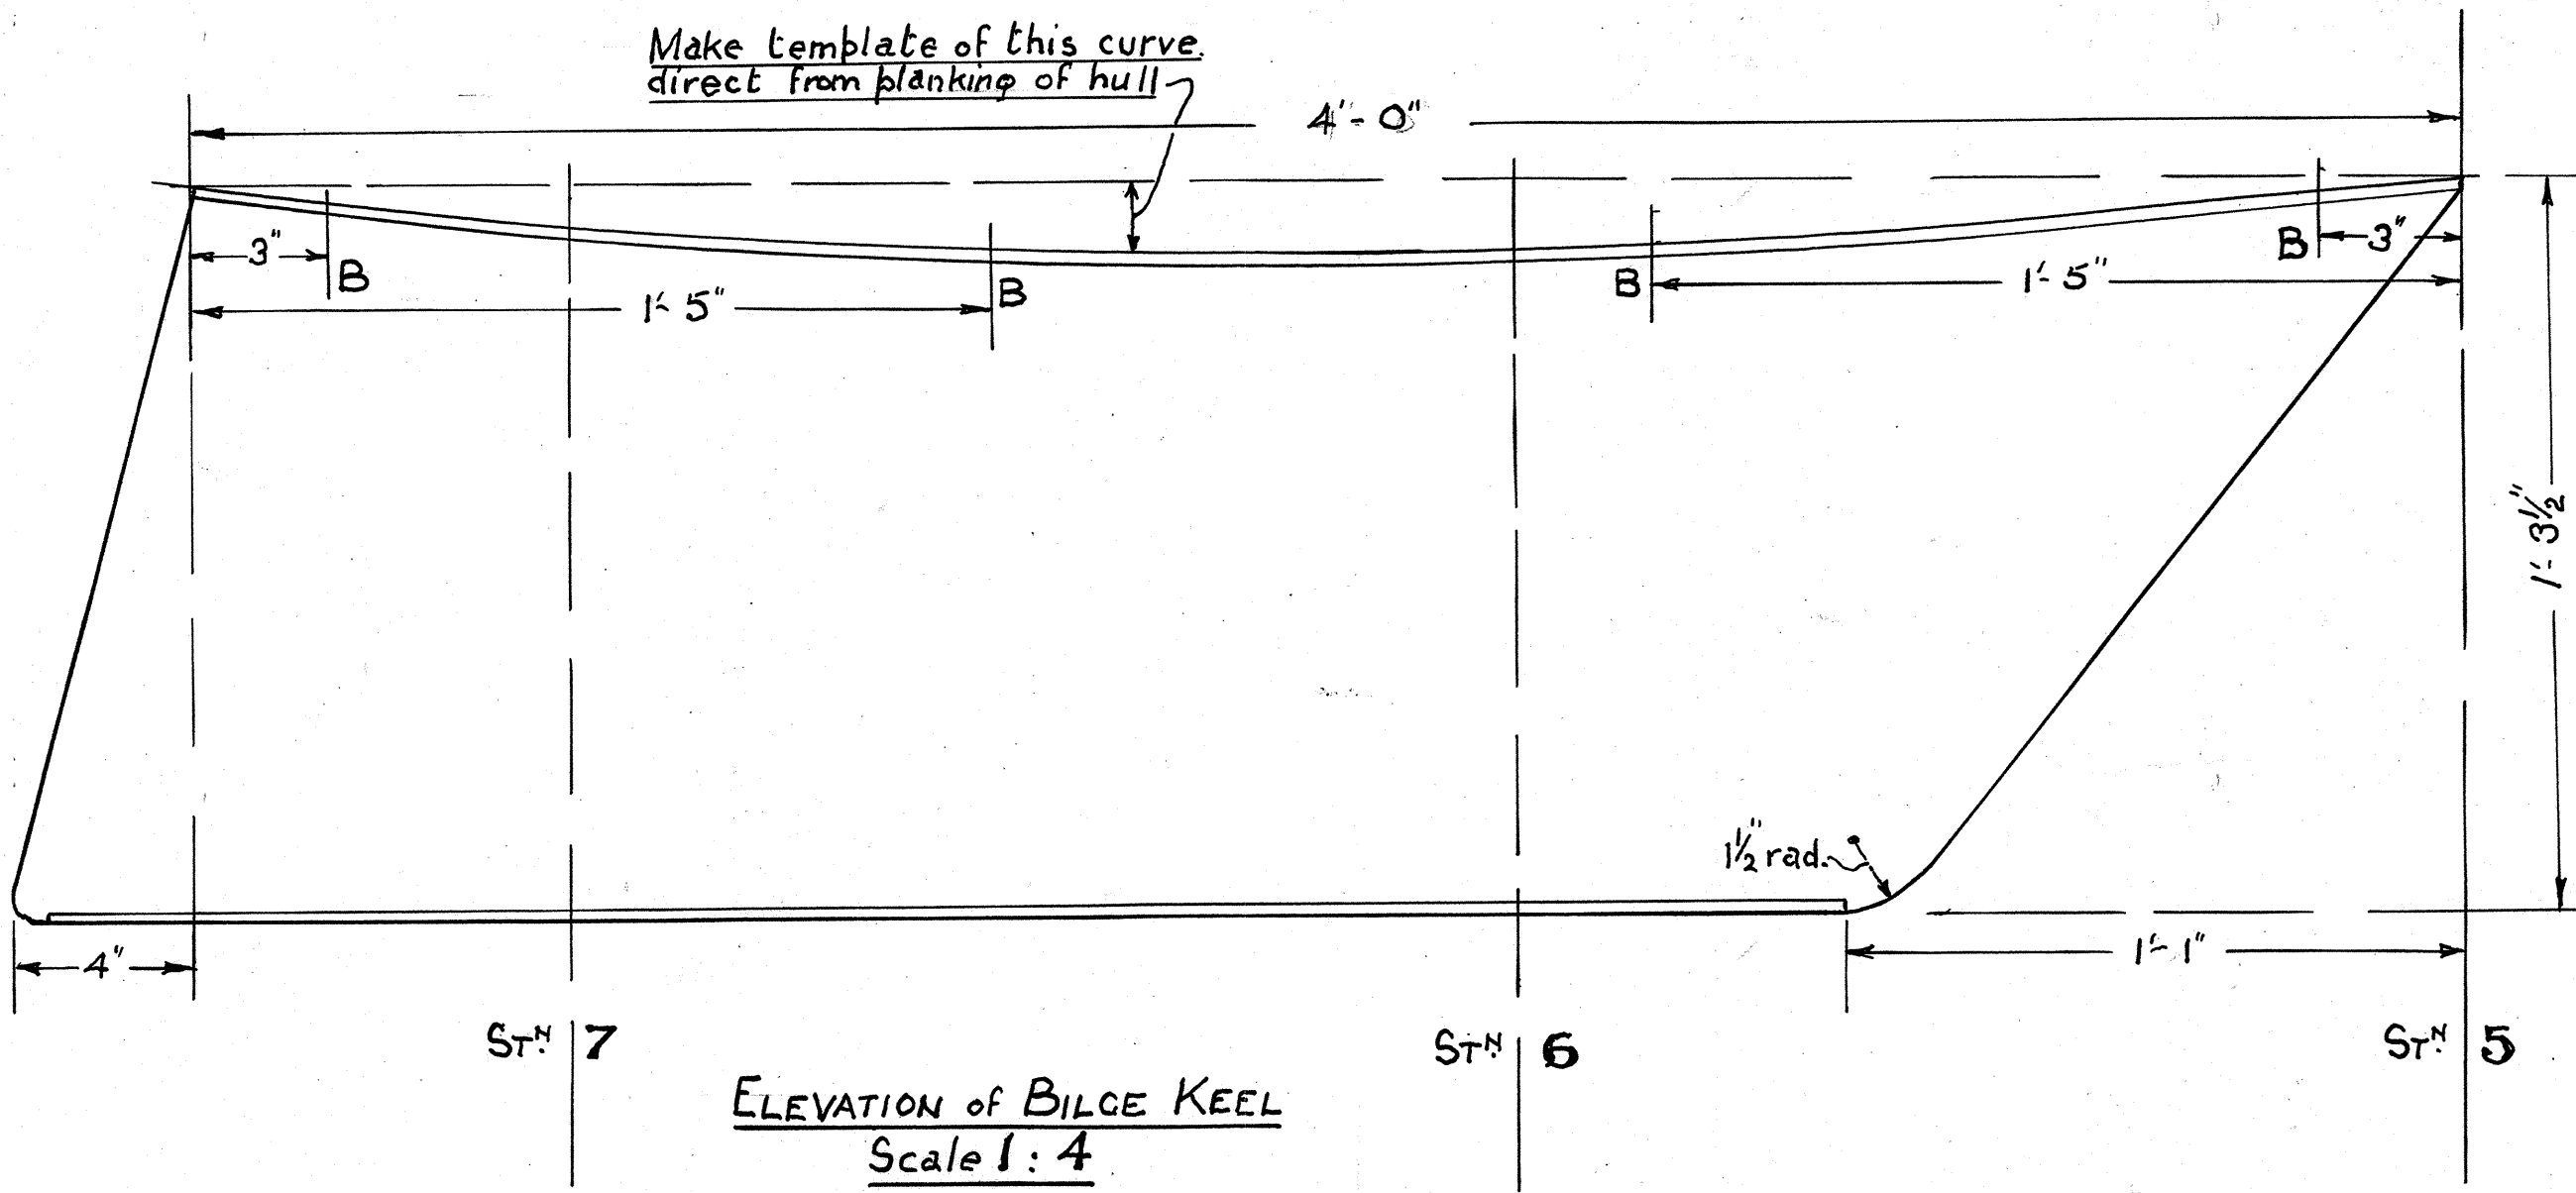 Make template of this curve.
direct from planking of hull
4'-0"
3"
B
1'-5"
B
B
1'-5"
B
3"
1'-3½"
1½" rad.
4"
1'-1"
STN. 7
STN. 6
STN. 5
ELEVATION of BILGE KEEL
Scale 1:4